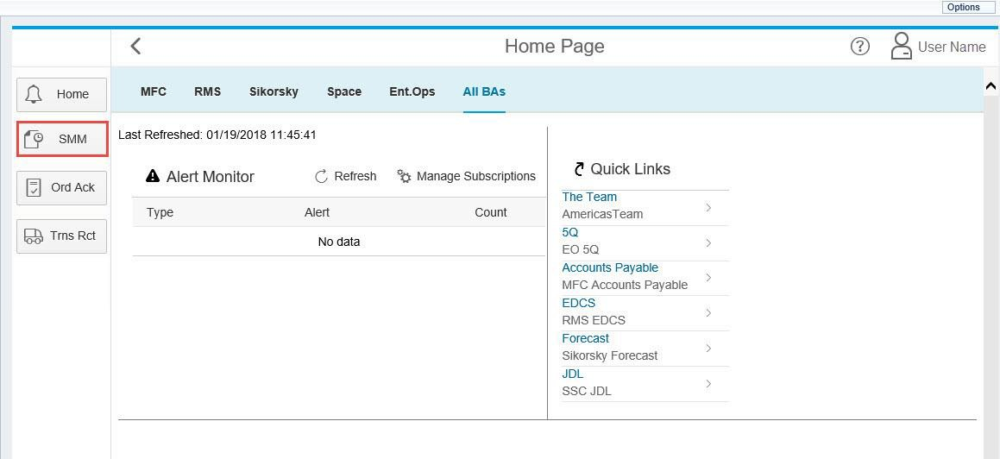 Options
Home Page
User Name
Home
SMM
Ord Ack
Trns Rct
MFC RMS Sikorsky Space Ent.Ops All BAs
Last Refreshed: 01/19/2018 11:45:41
Alert Monitor Refresh Manage Subscriptions
Type Alert Count
No data
Quick Links
The Team
AmericasTeam
5Q
EO 5Q
Accounts Payable
MFC Accounts Payable
EDCS
RMS EDCS
Forecast
Sikorsky Forecast
JDL
SSC JDL